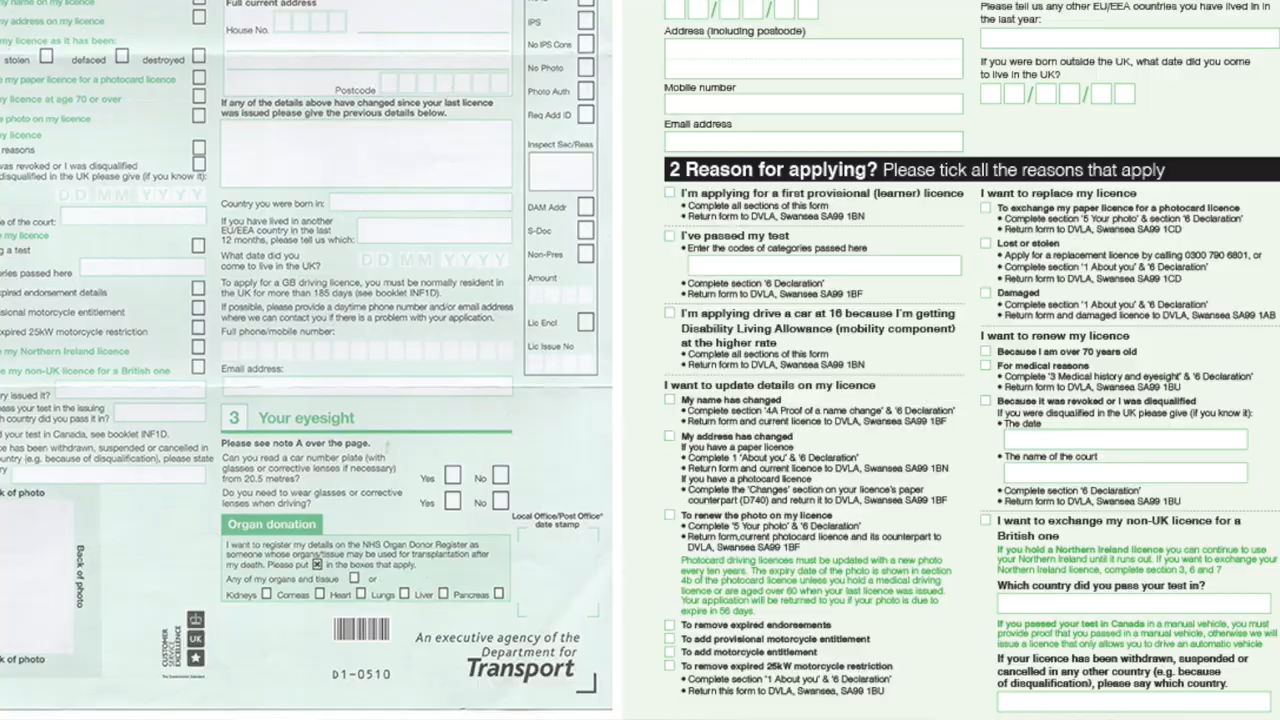 my name on my licence
my address on my licence
my licence as it has been:
stolen defaced destroyed
e my paper licence for a photocard licence
y licence at age 70 or over
e photo on my licence
y licence
reasons
was revoked or I was disqualified
disqualified in the UK please give (if you know it):
DD MM YYYY
e of the court:
me my licence
g a test
ries passed here
xpired endorsement details
sional motorcycle entitlement
xpired 25kW motorcycle restriction
e my Northern Ireland licence
e my non-UK licence for a British one
ry issued it?
pass your test in the issuing
h country did you pass it in?
d your test in Canada, see booklet INF1D.
ce has been withdrawn, suspended or cancelled in
ountry (e.g. because of disqualification), please state
ry
k of photo
Back of photo
k of photo
CUSTOMER
SERVICE
EXCELLENCE
UK
Full current address
House No.
Postcode
If any of the details above have changed since your last licence
was issued please give the previous details below.
Country you were born in:
If you have lived in another
EU/EEA country in the last
12 months, please tell us which:
What date did you
come to live in the UK?
DD MM YYYY
To apply for a GB driving licence, you must be normally resident in
the UK for more than 185 days (see booklet INF1D).
If possible, please provide a daytime phone number and/or email address
where we can contact you if there is a problem with your application.
Full phone/mobile number:
Email address:
3 Your eyesight
Please see note A over the page.
Can you read a car number plate (with
glasses or corrective lenses if necessary)
from 20.5 metres?
Yes No
Do you need to wear glasses or corrective
lenses when driving?
Yes No
Organ donation
I want to register my details on the NHS Organ Donor Register as
someone whose organs/tissue may be used for transplantation after
my death. Please put X in the boxes that apply.
Any of my organs and tissue or
Kidneys Corneas Heart Lungs Liver Pancreas
D1-0510
An executive agency of the
Department for
Transport
IPS
No IPS Cons
No Photo
Photo Auth
Req Add ID
Inspect Sec/Reas
DAM Addr
S-Doc
Non-Pres
Amount
Lic Encl
Lic Issue No
Local Office/Post Office*
date stamp
Address (including postcode)
Mobile number
Email address
Please tell us any other EU/EEA countries you have lived in in
the last year:
If you were born outside the UK, what date did you come
to live in the UK?
2 Reason for applying? Please tick all the reasons that apply
I'm applying for a first provisional (learner) licence
• Complete all sections of this form
• Return form to DVLA, Swansea SA99 1BN
I've passed my test
• Enter the codes of categories passed here
• Complete section '6 Declaration'
• Return form to DVLA, Swansea SA99 1BF
I'm applying drive a car at 16 because I'm getting
Disability Living Allowance (mobility component)
at the higher rate
• Complete all sections of this form
• Return form to DVLA, Swansea SA99 1BN
I want to update details on my licence
My name has changed
• Complete section '4A Proof of a name change' & '6 Declaration'
• Return form and current licence to DVLA, Swansea SA99 1BF
My address has changed
If you have a paper licence
• Complete 1 'About you' & '6 Declaration'
• Return form and current licence to DVLA, Swansea SA99 1BN
If you have a photocard licence
• Complete the 'Changes' section on your licence's paper
counterpart (D740) and return it to DVLA, Swansea SA99 1BF
To renew the photo on my licence
• Complete '5 Your photo' & '6 Declaration'
• Return form,current photocard licence and its counterpart to
DVLA, Swansea SA99 1BF
Photocard driving licences must be updated with a new photo
every ten years. The expiry date of the photo is shown in section
4b of the photocard licence unless you hold a medical driving
licence or are aged over 60 when your last licence was issued.
Your application will be returned to you if your photo is due to
expire in 56 days.
To remove expired endorsements
To add provisional motorcycle entitlement
To add motorcycle entitlement
To remove expired 25kW motorcycle restriction
• Complete section '1 About you' & '6 Declaration'
• Return this form to DVLA, Swansea, SA99 1BU
I want to replace my licence
To exchange my paper licence for a photocard licence
• Complete section '5 Your photo' & section '6 Declaration'
• Return form to DVLA, Swansea SA99 1CD
Lost or stolen
• Apply for a replacement licence by calling 0300 790 6801, or
• Complete section '1 About you' & '6 Declaration'
• Return form to DVLA, Swansea SA99 1CD
Damaged
• Complete section '1 About you' & '6 Declaration'
• Return form and damaged licence to DVLA, Swansea SA99 1AB
I want to renew my licence
Because I am over 70 years old
For medical reasons
• Complete '3 Medical history and eyesight' & '6 Declaration'
• Return form to DVLA, Swansea SA99 1BU
Because it was revoked or I was disqualified
If you were disqualified in the UK please give (if you know it):
• The date
• The name of the court
• Complete section '6 Declaration'
• Return form to DVLA, Swansea SA99 1BU
I want to exchange my non-UK licence for a
British one
If you hold a Northern Ireland licence you can continue to use
your Northern Ireland until it runs out. If you want to exchange your
Northern Ireland licence, complete section 3, 6 and 7
Which country did you pass your test in?
If you passed your test in Canada in a manual vehicle, you must
provide proof that you passed in a manual vehicle, otherwise we will
issue a licence that only allows you to drive an automatic vehicle
If your licence has been withdrawn, suspended or
cancelled in any other country (e.g. because
of disqualification), please say which country.